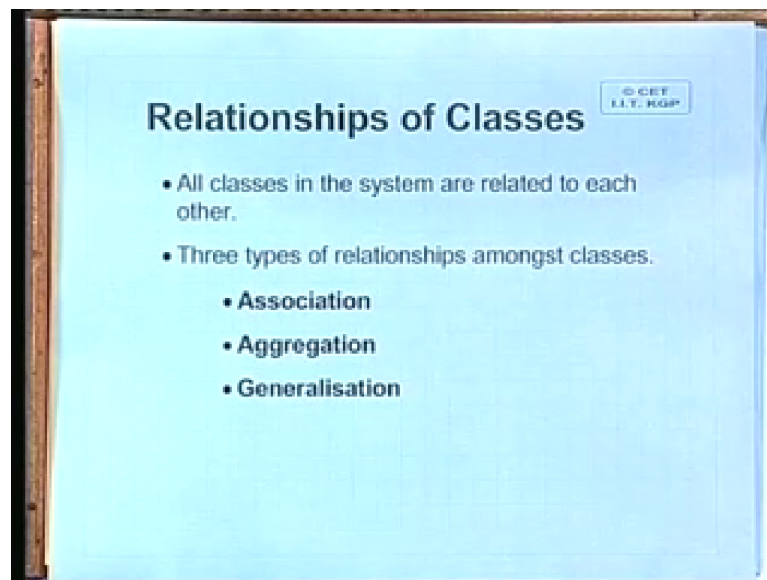 © CET
I.I.T. KGP
Relationships of Classes
• All classes in the system are related to each
other.
• Three types of relationships amongst classes.
• Association
• Aggregation
• Generalisation